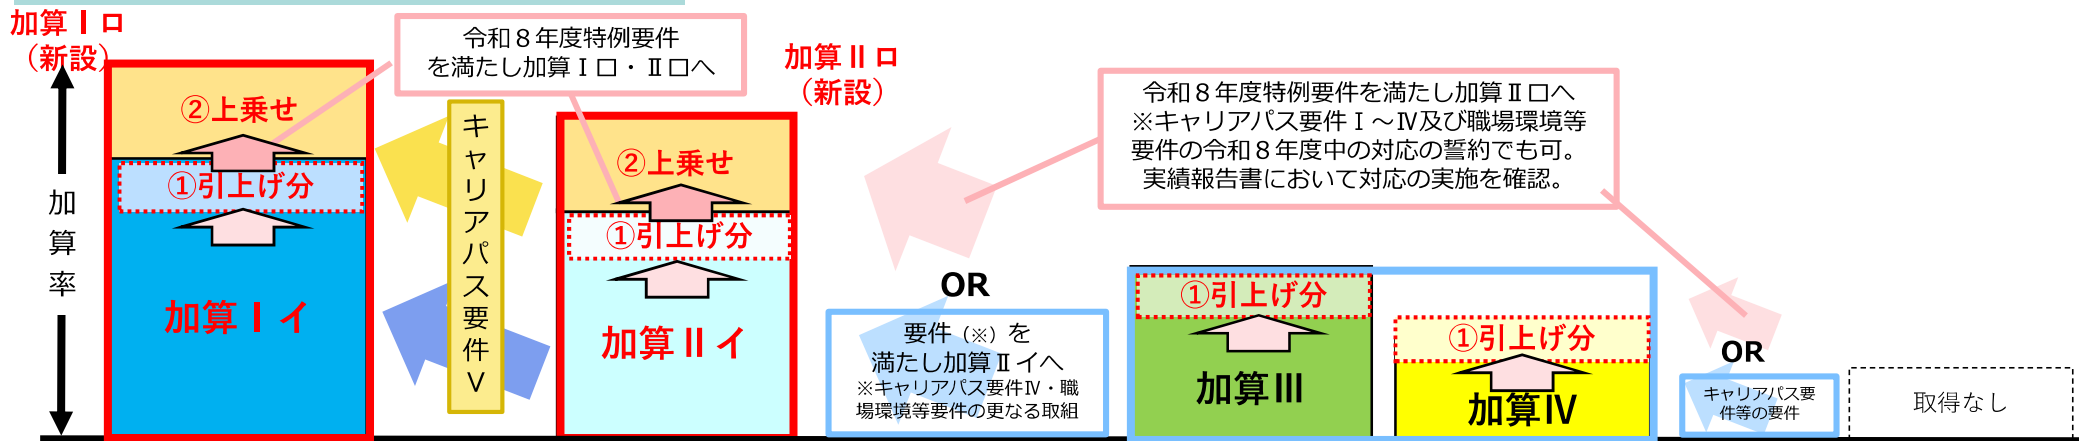 加算Ⅰロ
（新設）
②上乗せ
①引上げ分
加算Ⅰイ
加算率
令和８年度特例要件
を満たし加算Ⅰロ・Ⅱロへ
キャリアパス要件Ⅴ
加算Ⅱロ
（新設）
②上乗せ
①引上げ分
加算Ⅱイ
OR
要件（※）を
満たし加算Ⅱイへ
※キャリアパス要件Ⅳ・職
場環境等要件の更なる取組
令和８年度特例要件を満たし加算Ⅱロへ
※キャリアパス要件Ⅰ～Ⅳ及び職場環境等
要件の令和８年度中の対応の誓約でも可。
実績報告書において対応の実施を確認。
①引上げ分
加算Ⅲ
①引上げ分
加算Ⅳ
OR
キャリアパス要
件等の要件
取得なし